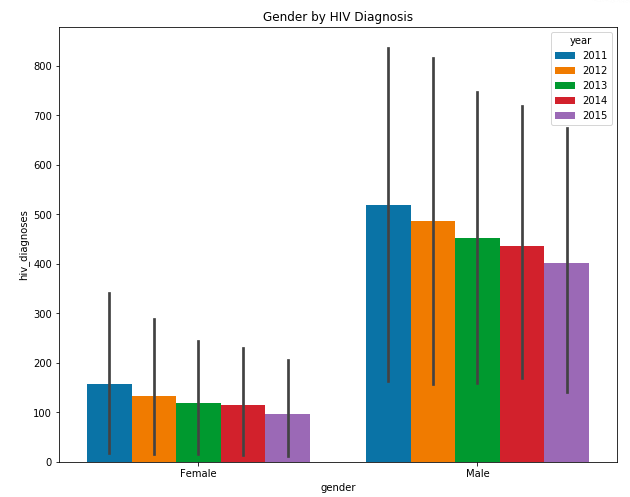 Gender by HIV Diagnosis
year
2011
2012
2013
2014
2015
800
700
600
500
400
300
200
100
0
hiv_diagnoses
Female
Male
gender